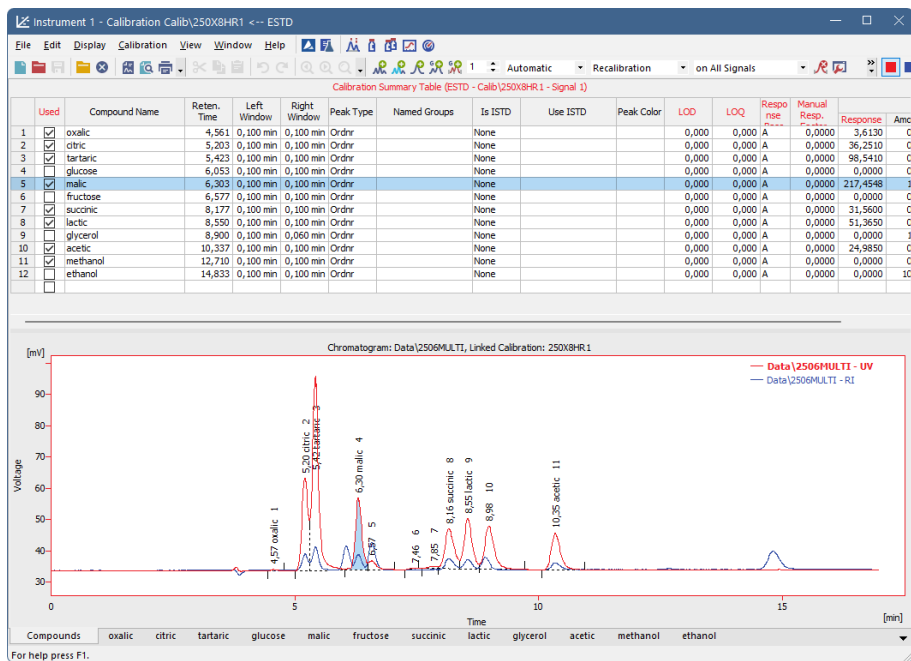 Instrument 1 - Calibration Calib\250X8HR1 <-- ESTD
File Edit Display Calibration View Window Help
1 Automatic Recalibration on All Signals
Calibration Summary Table (ESTD - Calib\250X8HR1 - Signal 1)
Used Compound Name Reten. Time Left Window Right Window Peak Type Named Groups Is ISTD Use ISTD Peak Color LOD LOQ Respo nse Manual Resp. Response Amo
1 oxalic 4,561 0,100 min 0,100 min Ordnr None 0,000 0,000 A 0,0000 3,6130 0
2 citric 5,203 0,100 min 0,100 min Ordnr None 0,000 0,000 A 0,0000 36,2510 0
3 tartaric 5,423 0,100 min 0,100 min Ordnr None 0,000 0,000 A 0,0000 98,5410 0
4 glucose 6,053 0,100 min 0,100 min Ordnr None 0,000 0,000 A 0,0000 0,0000 0
5 malic 6,303 0,100 min 0,100 min Ordnr None 0,000 0,000 A 0,0000 217,4548 1
6 fructose 6,577 0,100 min 0,100 min Ordnr None 0,000 0,000 A 0,0000 0,0000 0
7 succinic 8,177 0,100 min 0,100 min Ordnr None 0,000 0,000 A 0,0000 31,5600 0
8 lactic 8,550 0,100 min 0,100 min Ordnr None 0,000 0,000 A 0,0000 51,3650 0
9 glycerol 8,900 0,100 min 0,060 min Ordnr None 0,000 0,000 A 0,0000 0,0000 1
10 acetic 10,337 0,100 min 0,100 min Ordnr None 0,000 0,000 A 0,0000 24,9850 0
11 methanol 12,710 0,100 min 0,100 min Ordnr None 0,000 0,000 A 0,0000 0,0000 0
12 ethanol 14,833 0,100 min 0,100 min Ordnr None 0,000 0,000 A 0,0000 0,0000 10
Chromatogram: Data\2506MULTI, Linked Calibration: 250X8HR1
[mV]
Data\2506MULTI - UV
Data\2506MULTI - RI
90
80
70
60
50
40
30
Voltage
4,57 oxalic 1
5,20 citric 2
5,42 tartaric 3
6,30 malic 4
6,57 5
7,46 6
7,85 7
8,16 succinic 8
8,55 lactic 9
8,98 10
10,35 acetic 11
0 5 10 15
Time
[min]
Compounds oxalic citric tartaric glucose malic fructose succinic lactic glycerol acetic methanol ethanol
For help press F1.